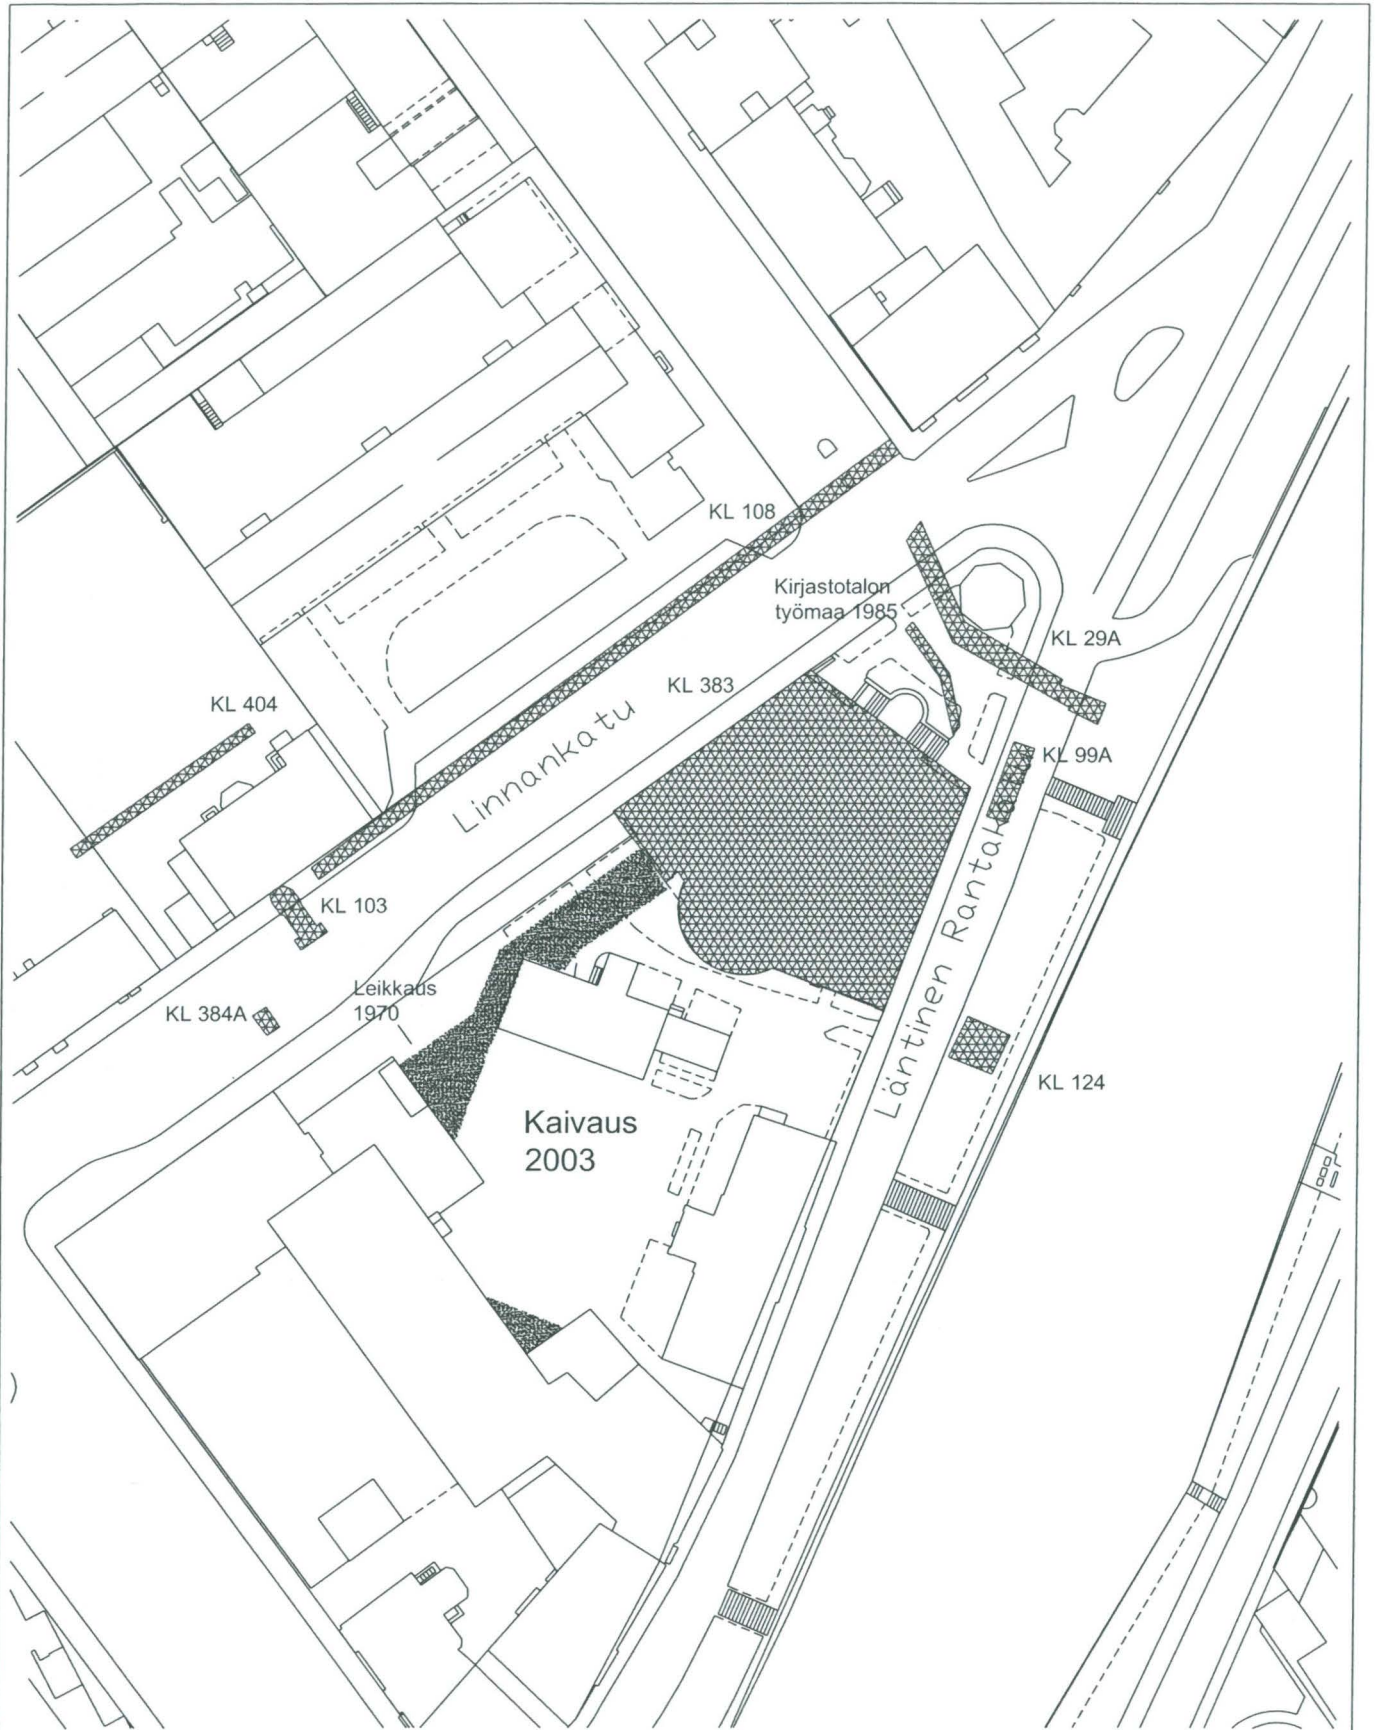 KL 108
Kirjastotalon
työmaa 1985
KL 29A
KL 383
KL 404
KL 99A
Linnankatu
KL 103
Leikkaus
1970
KL 384A
Läntinen Rantak
KL 124
Kaivaus
2003